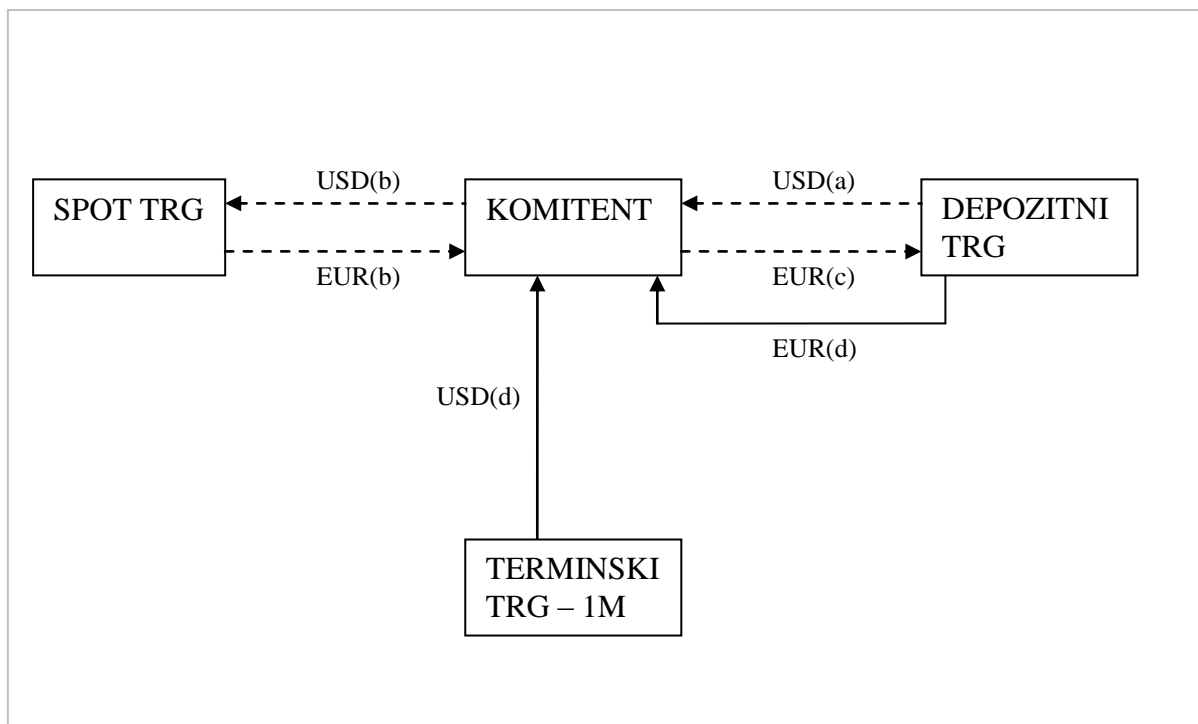 USD(b)
USD(a)
SPOT TRG
KOMITENT
DEPOZITNI
TRG
EUR(b)
EUR(c)
EUR(d)
USD(d)
TERMINSKI
TRG – 1M